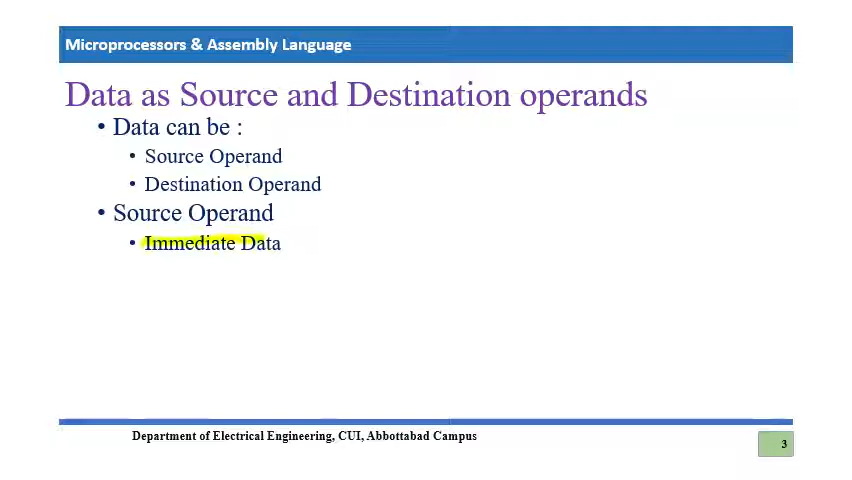 Microprocessors & Assembly Language
Data as Source and Destination operands
• Data can be :
• Source Operand
• Destination Operand
• Source Operand
• Immediate Data
Department of Electrical Engineering, CUI, Abbottabad Campus
3